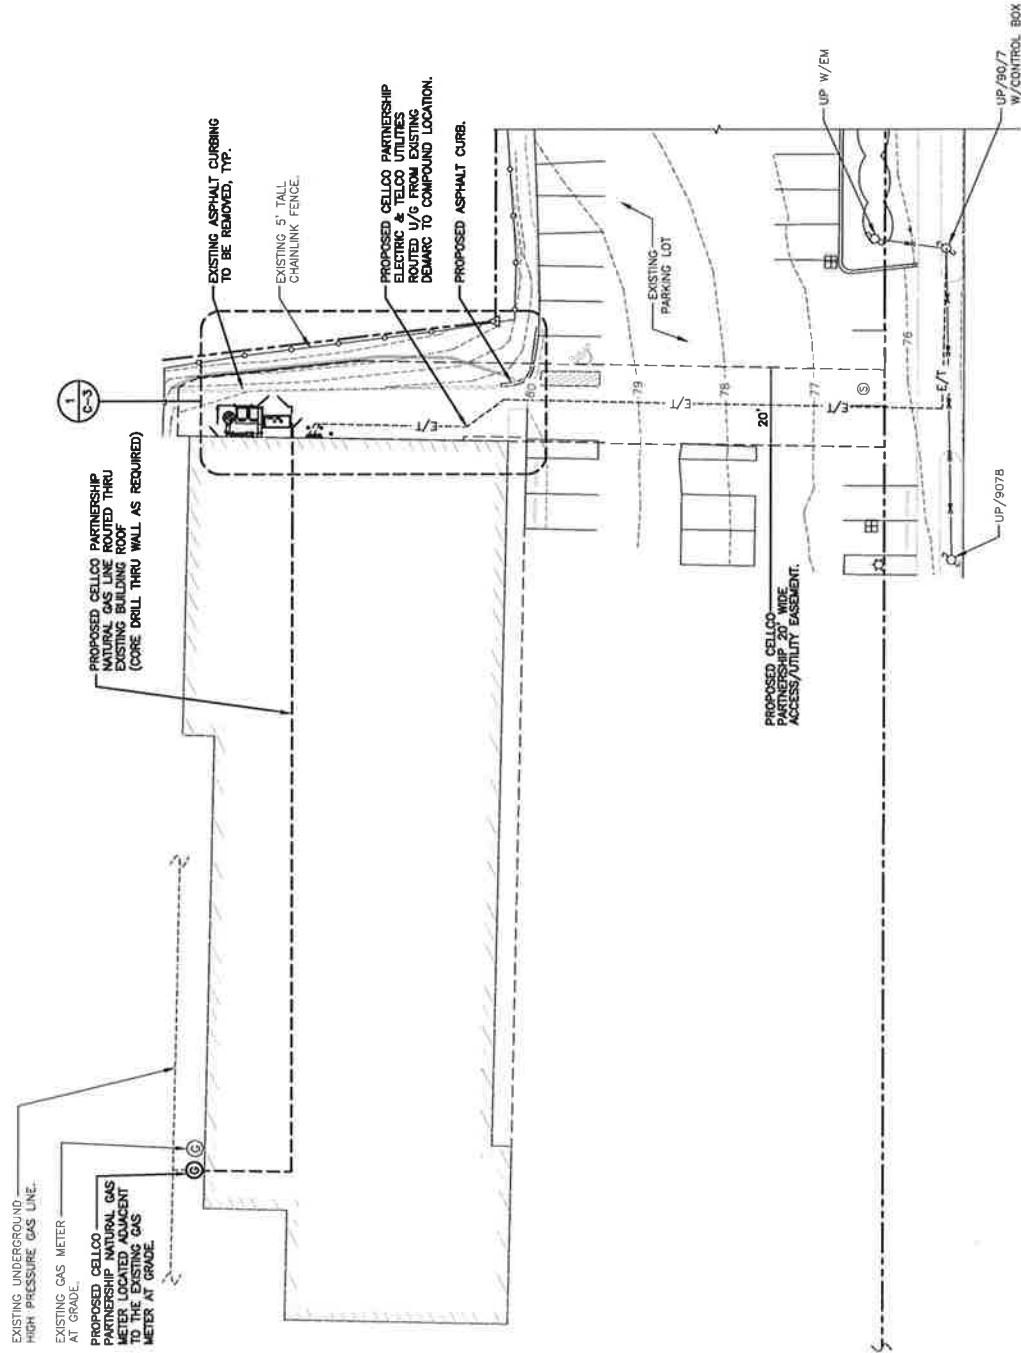 EXISTING UNDERGROUND
HIGH PRESSURE GAS LINE.
EXISTING GAS METER
AT GRADE.
PROPOSED CELLCO
PARTNERSHIP NATURAL GAS
METER LOCATED ADJACENT
TO THE EXISTING GAS
METER AT GRADE.
G
G
PROPOSED CELLCO PARTNERSHIP
NATURAL GAS LINE ROUTED THRU
EXISTING BUILDING ROOF
(CORE DRILL THRU WALL AS REQUIRED)
1
C-3
EXISTING ASPHALT CURBING
TO BE REMOVED, TYP.
EXISTING 5' TALL
CHAINLINK FENCE.
PROPOSED CELLCO PARTNERSHIP
ELECTRIC & TELCO UTILITIES
ROUTED U/G FROM EXISTING
DEMARC TO COMPOUND LOCATION.
PROPOSED ASPHALT CURB.
E/T
80
EXISTING
PARKING LOT
79
E/T
78
20'
77
E/T
S
76
E/T
PROPOSED CELLCO
PARTNERSHIP 20' WIDE
ACCESS/UTILITY EASEMENT.
UP W/EM
UP/90/7
W/CONTROL BOX
UP/9078